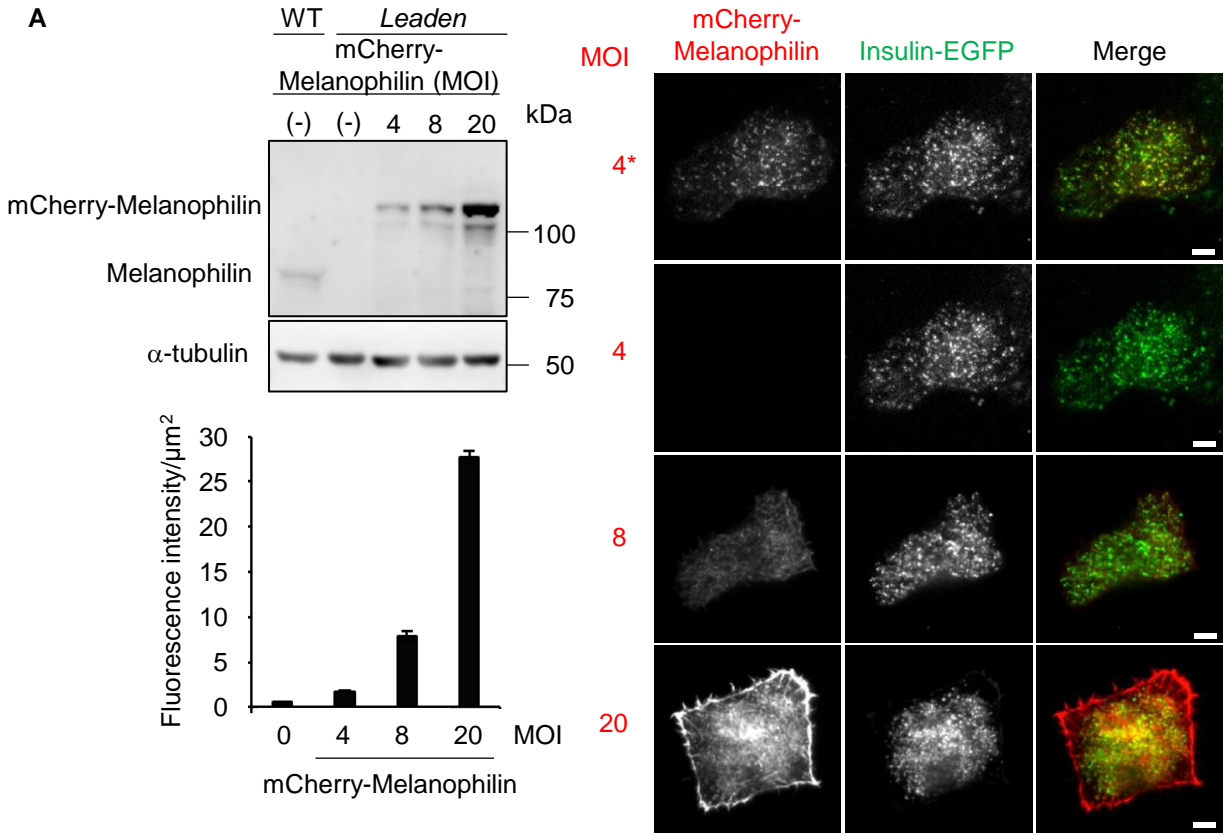 A
WT
Leaden
mCherry-
Melanophilin (MOI)
(-) (-) 4 8 20 kDa
mCherry-Melanophilin
100
Melanophilin
75
α-tubulin
50
Fluorescence intensity/μm²
30
25
20
15
10
5
0
0 4 8 20 MOI
mCherry-Melanophilin
MOI
mCherry-
Melanophilin
Insulin-EGFP
Merge
4*
4
8
20